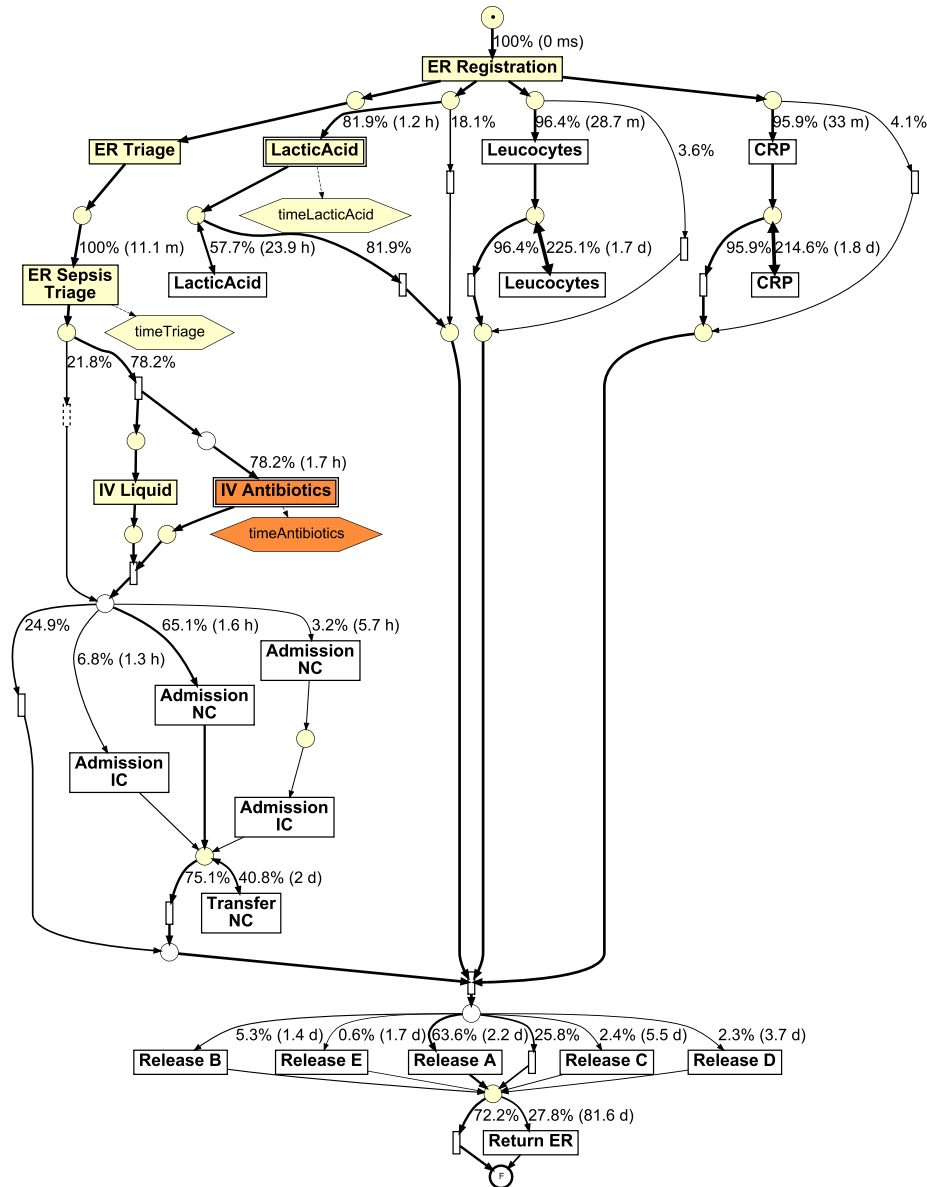 100% (0 ms)
ER Registration
81.9% (1.2 h)
18.1%
96.4% (28.7 m)
95.9% (33 m)
4.1%
ER Triage
LacticAcid
Leucocytes
3.6%
CRP
timeLacticAcid
100% (11.1 m)
57.7% (23.9 h)
81.9%
96.4%
225.1% (1.7 d)
95.9%
214.6% (1.8 d)
ER Sepsis
Triage
LacticAcid
Leucocytes
CRP
timeTriage
21.8%
78.2%
78.2% (1.7 h)
IV Liquid
IV Antibiotics
timeAntibiotics
24.9%
65.1% (1.6 h)
3.2% (5.7 h)
6.8% (1.3 h)
Admission
NC
Admission
NC
Admission
IC
Admission
IC
75.1%
40.8% (2 d)
Transfer
NC
5.3% (1.4 d)
0.6% (1.7 d)
63.6% (2.2 d)
25.8%
2.4% (5.5 d)
2.3% (3.7 d)
Release B
Release E
Release A
Release C
Release D
72.2%
27.8% (81.6 d)
Return ER
F